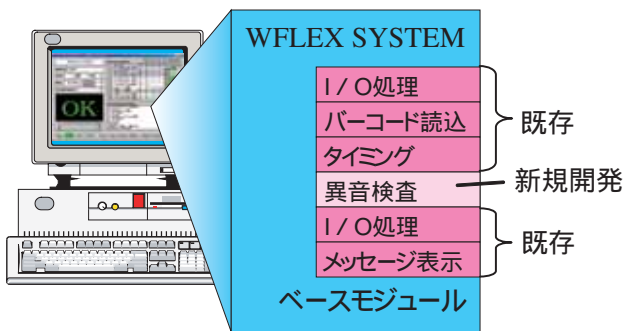 WFLEX SYSTEM
I/O処理
バーコード読込
タイミング
既存
異音検査
新規開発
I/O処理
メッセージ表示
既存
ベースモジュール
OK